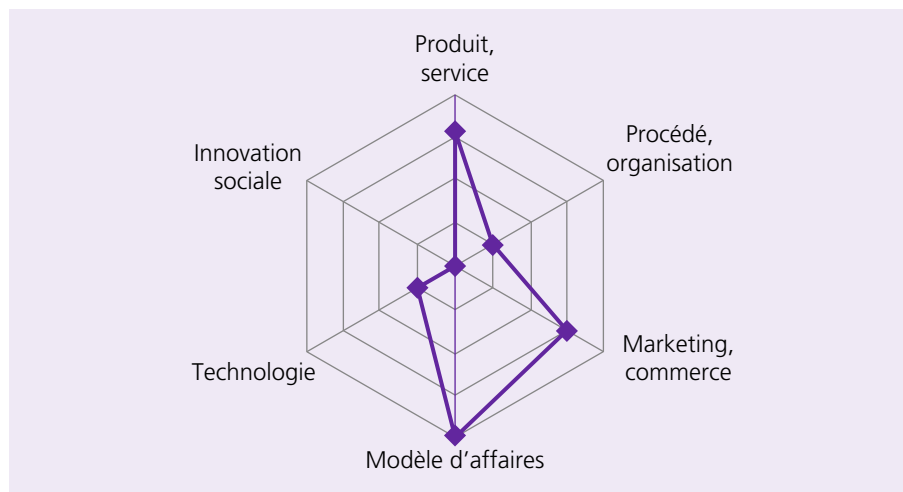 Produit,
service
Procédé,
organisation
Innovation
sociale
Marketing,
commerce
Technologie
Modèle d’affaires